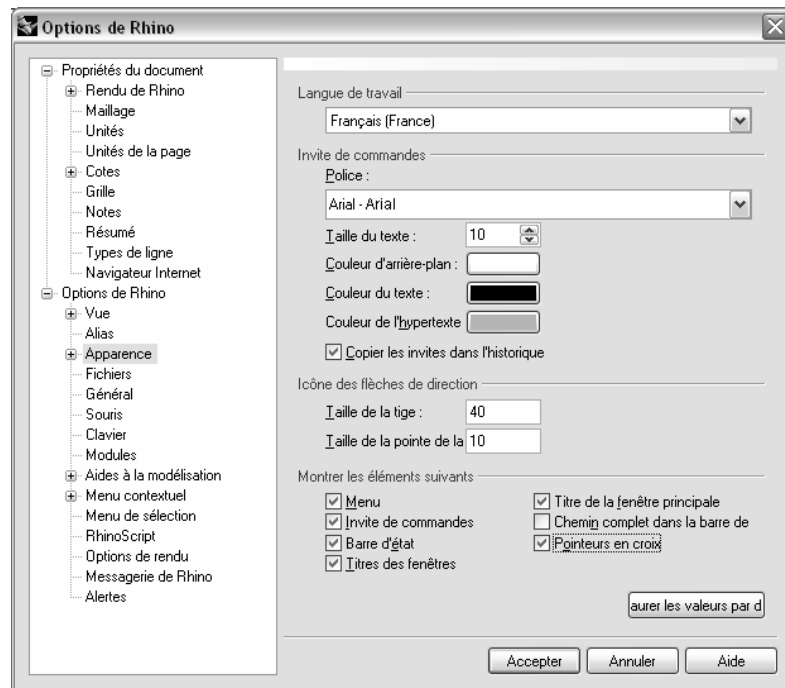 Options de Rhino
Propriétés du document
Rendu de Rhino
Maillage
Unités
Unités de la page
Cotes
Grille
Notes
Résumé
Types de ligne
Navigateur Internet
Options de Rhino
Vue
Alias
Apparence
Fichiers
Général
Souris
Clavier
Modules
Aides à la modélisation
Menu contextuel
Menu de sélection
RhinoScript
Options de rendu
Messagerie de Rhino
Alertes
Langue de travail
Français (France)
Invite de commandes
Police :
Arial - Arial
Taille du texte : 10
Couleur d'arrière-plan :
Couleur du texte :
Couleur de l'hypertexte
Copier les invites dans l'historique
Icône des flèches de direction
Taille de la tige : 40
Taille de la pointe de la 10
Montrer les éléments suivants
Menu
Invite de commandes
Barre d'état
Titres des fenêtres
Titre de la fenêtre principale
Chemin complet dans la barre de
Pointeurs en croix
aurer les valeurs par d
Accepter Annuler Aide